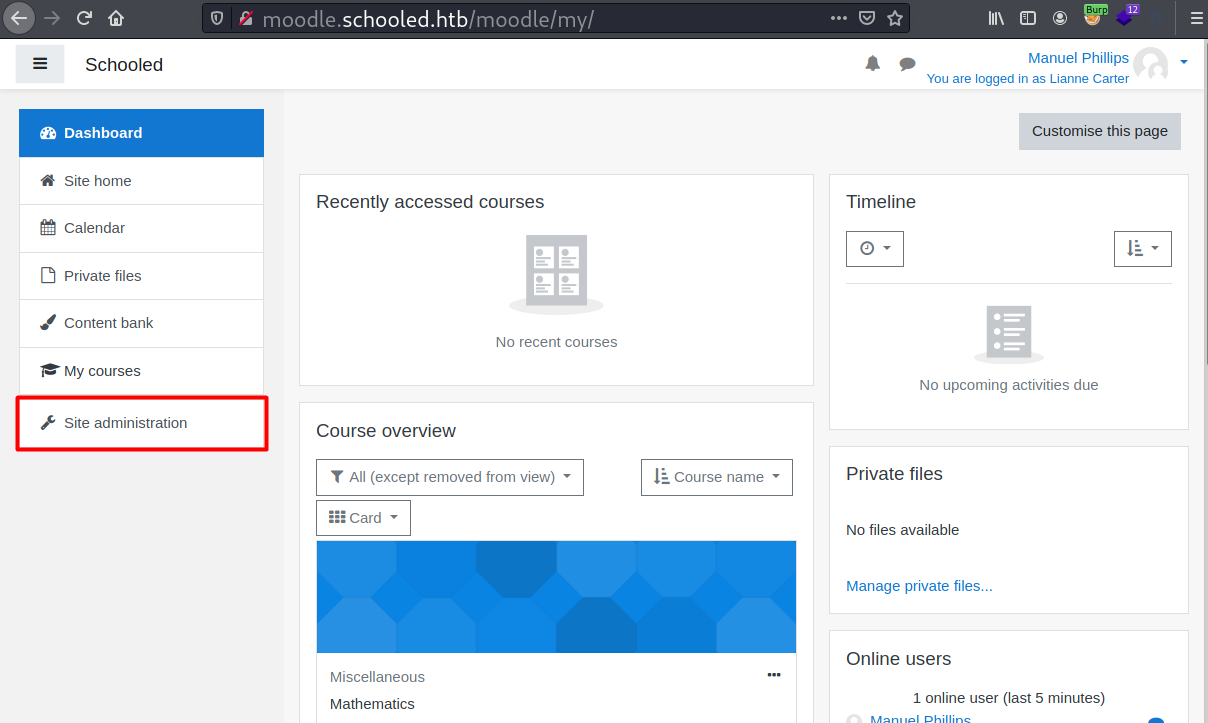 moodle.schooled.htb/moodle/my/
Burp
12
Schooled
Manuel Phillips
You are logged in as Lianne Carter
Dashboard
Site home
Calendar
Private files
Content bank
My courses
Site administration
Customise this page
Recently accessed courses
No recent courses
Timeline
No upcoming activities due
Course overview
All (except removed from view)
Course name
Card
Miscellaneous
Mathematics
Private files
No files available
Manage private files...
Online users
1 online user (last 5 minutes)
Manuel Phillips